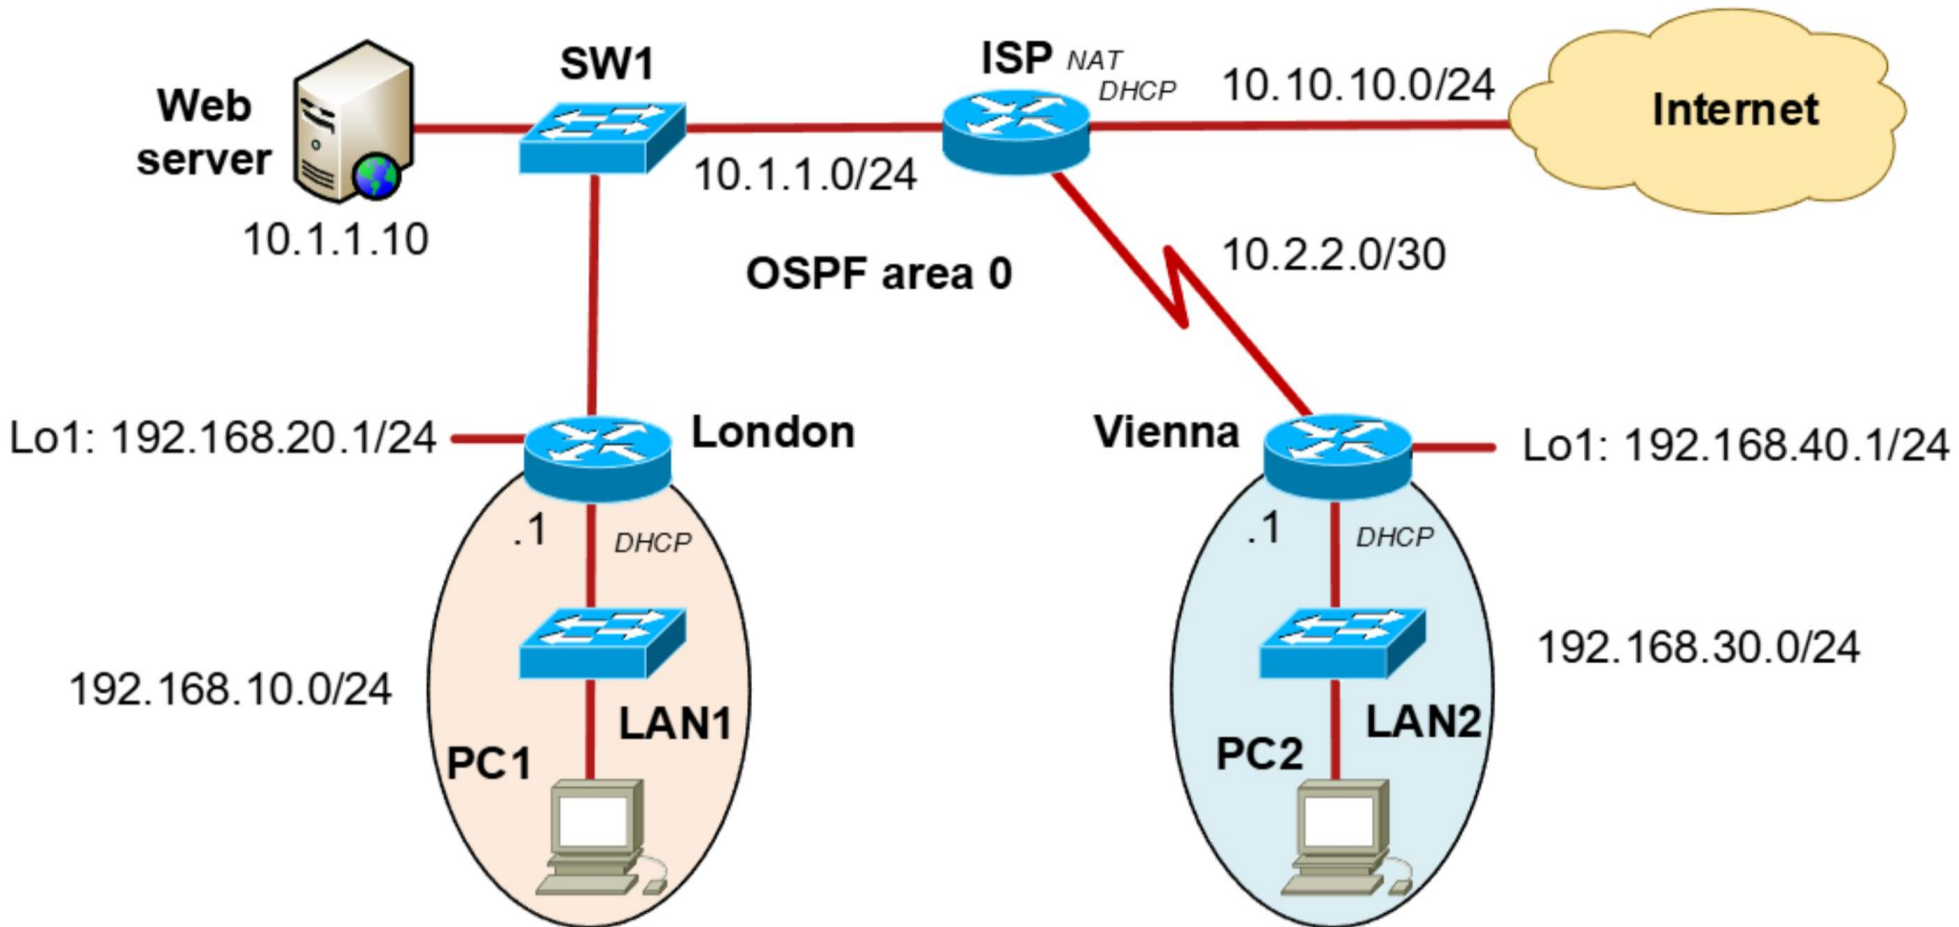 SW1
ISP
NAT
DHCP
10.10.10.0/24
Internet
Web
server
10.1.1.0/24
10.1.1.10
10.2.2.0/30
OSPF area 0
Lo1: 192.168.20.1/24
London
Vienna
Lo1: 192.168.40.1/24
.1
DHCP
.1
DHCP
192.168.10.0/24
192.168.30.0/24
LAN1
PC1
LAN2
PC2